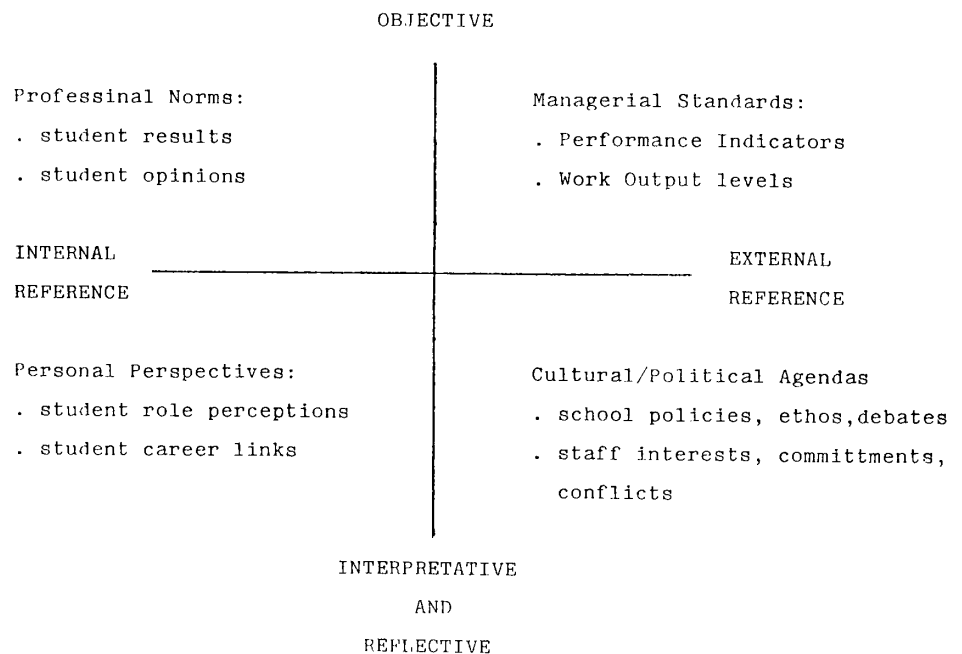 OBJECTIVE
Professinal Norms:
. student results
. student opinions
Managerial Standards:
. Performance Indicators
. Work Output levels
INTERNAL
REFERENCE
EXTERNAL
REFERENCE
Personal Perspectives:
. student role perceptions
. student career links
Cultural/Political Agendas
. school policies, ethos,debates
. staff interests, committments,
conflicts
INTERPRETATIVE
AND
REFLECTIVE